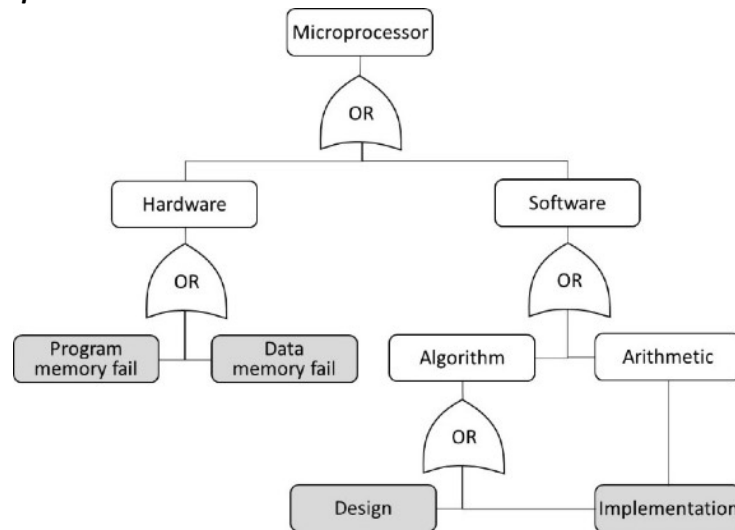 Microprocessor
OR
Hardware
Software
OR
OR
Program
memory fail
Data
memory fail
Algorithm
Arithmetic
OR
Design
Implementation